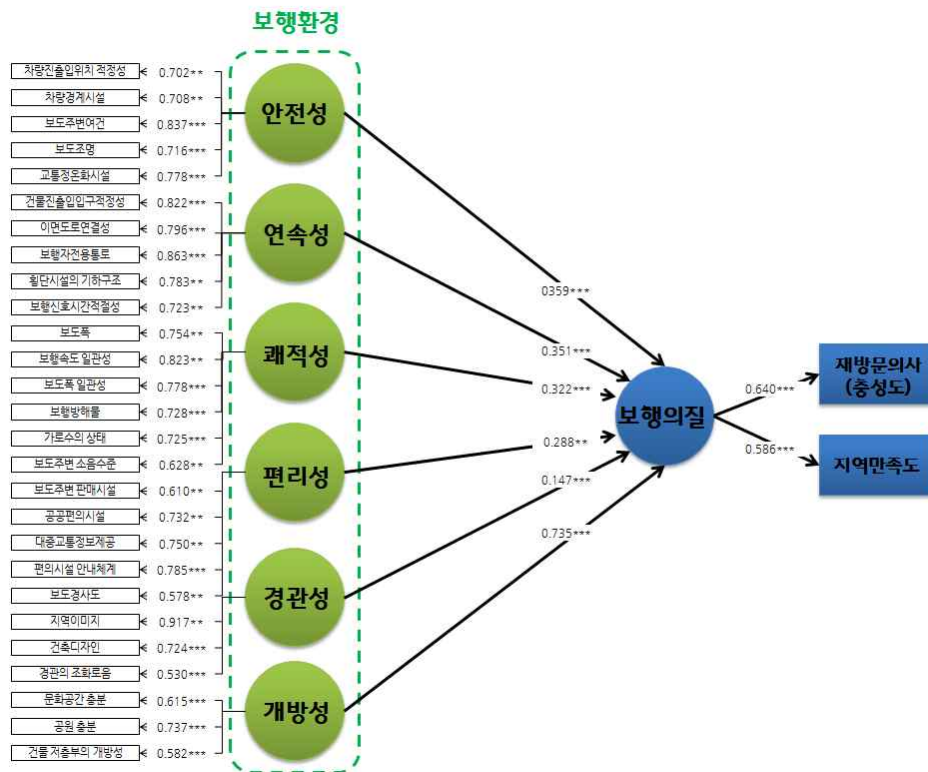 보행환경
차량진출입위치 적정성 0.702**
차량경계시설 0.708**
보도주변여건 0.837***
보도조명 0.716***
교통정온화시설 0.778***
건물진출입입구적정성 0.822***
이면도로연결성 0.796***
보행자전용통로 0.863***
횡단시설의 기하구조 0.783***
보행신호시간적절성 0.723**
보도폭 0.754**
보행속도 일관성 0.823**
보도폭 일관성 0.778***
보행방해물 0.728***
가로수의 상태 0.725***
보도주변 소음수준 0.628**
보도주변 판매시설 0.610**
공공편의시설 0.732**
대중교통정보제공 0.750**
편의시설 안내체계 0.785***
보도경사도 0.578**
지역이미지 0.917**
건축디자인 0.724***
경관의 조화로움 0.530***
문화공간 충분 0.615***
공원 충분 0.737***
건물 저층부의 개방성 0.582***
안전성
연속성
쾌적성
편리성
경관성
개방성
0359***
0.351***
0.322***
0.288**
0.147***
0.735***
보행의질
0.640***
0.586***
재방문의사
(충성도)
지역만족도